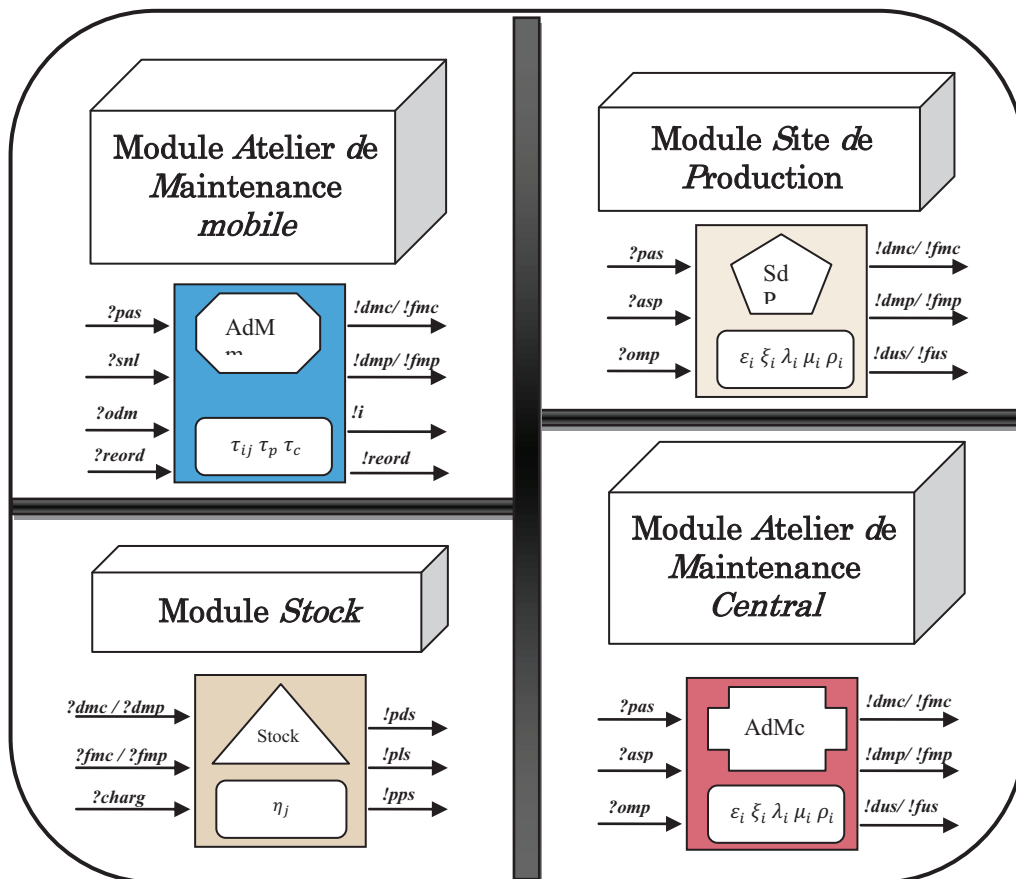 Module Atelier de
Maintenance
mobile
?pas
?snl
?odm
?reord
AdM
m
τij τp τc
!dmc/ !fmc
!dmp/ !fmp
!i
!reord
Module Site de
Production
?pas
?asp
?omp
Sd
P
εi ξi λi μi ρi
!dmc/ !fmc
!dmp/ !fmp
!dus/ !fus
Module Stock
?dmc / ?dmp
?fmc / ?fmp
?charg
Stock
ηj
!pds
!pls
!pps
Module Atelier de
Maintenance
Central
?pas
?asp
?omp
AdMc
εi ξi λi μi ρi
!dmc/ !fmc
!dmp/ !fmp
!dus/ !fus